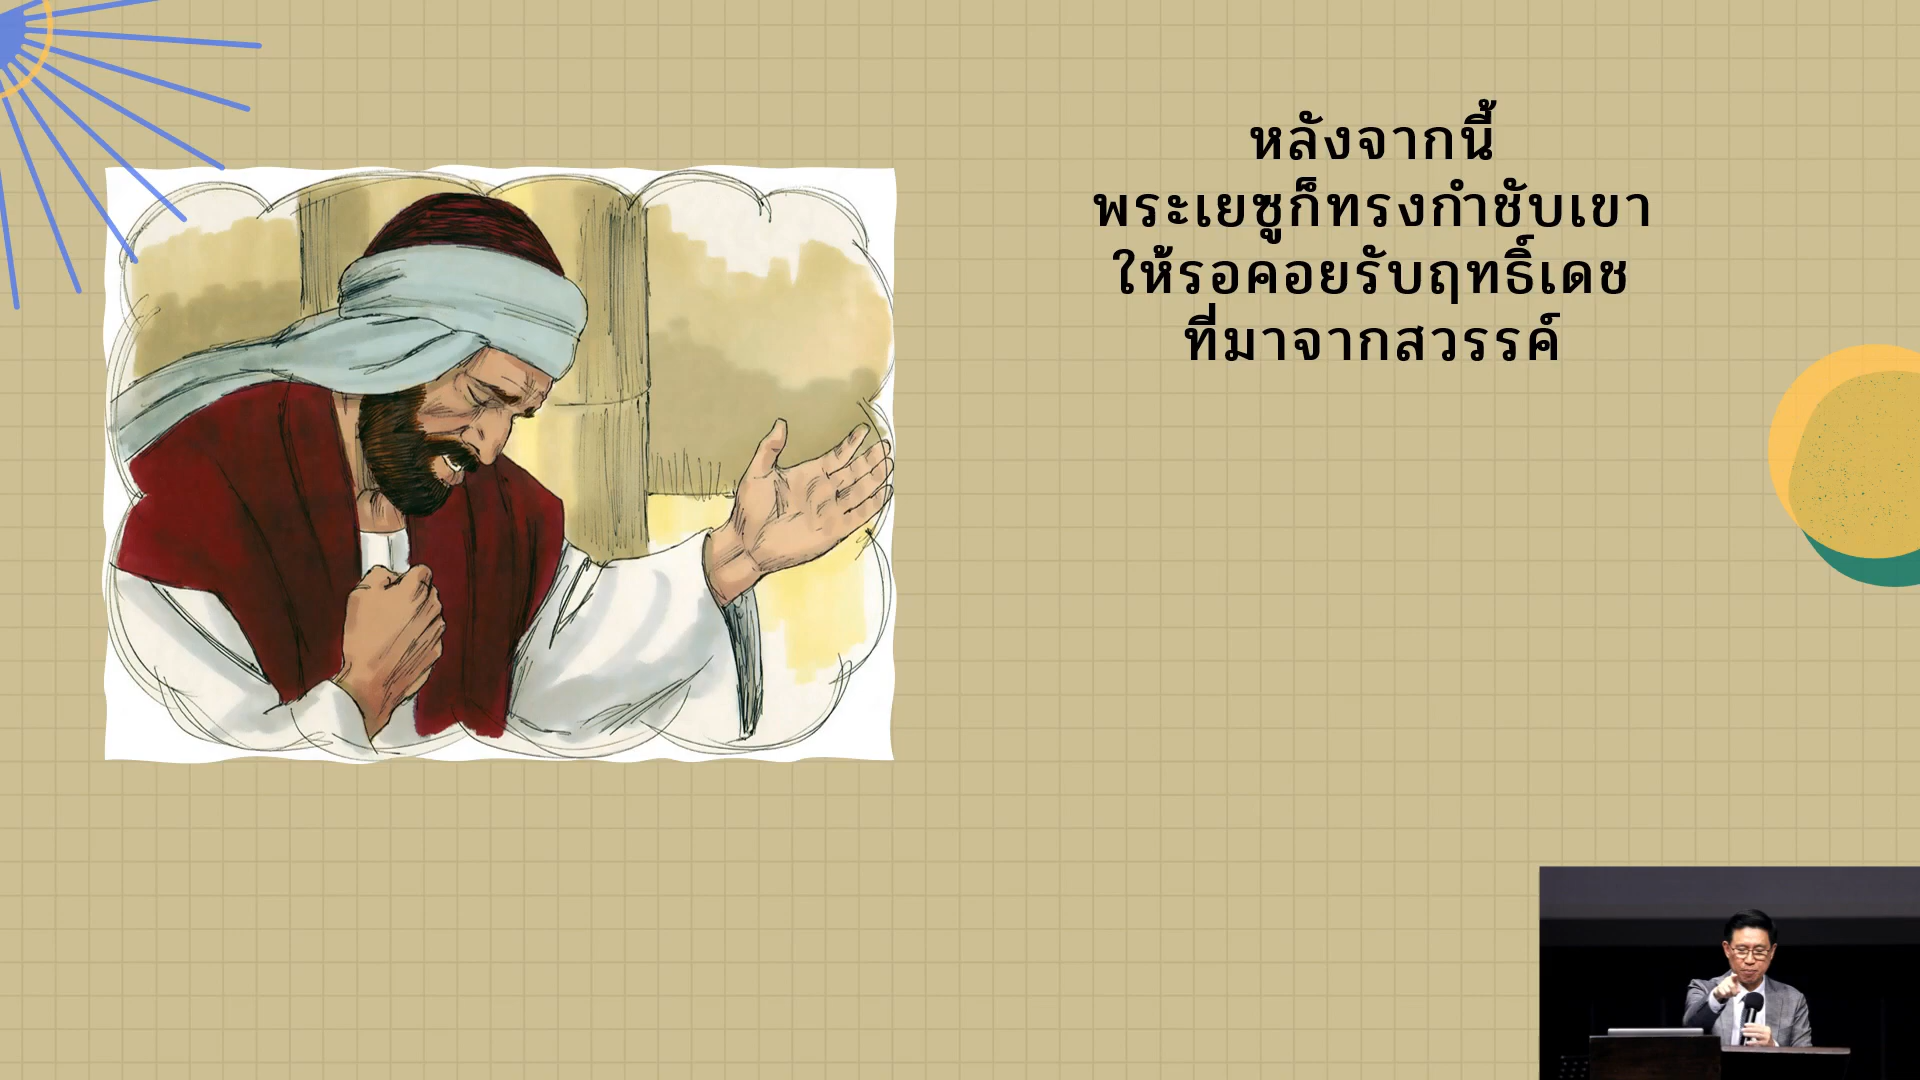 หลังจากนี้
พระเยซูก็ทรงกำชับเขา
ให้รอคอยรับฤทธิ์เดช
ที่มาจากสวรรค์